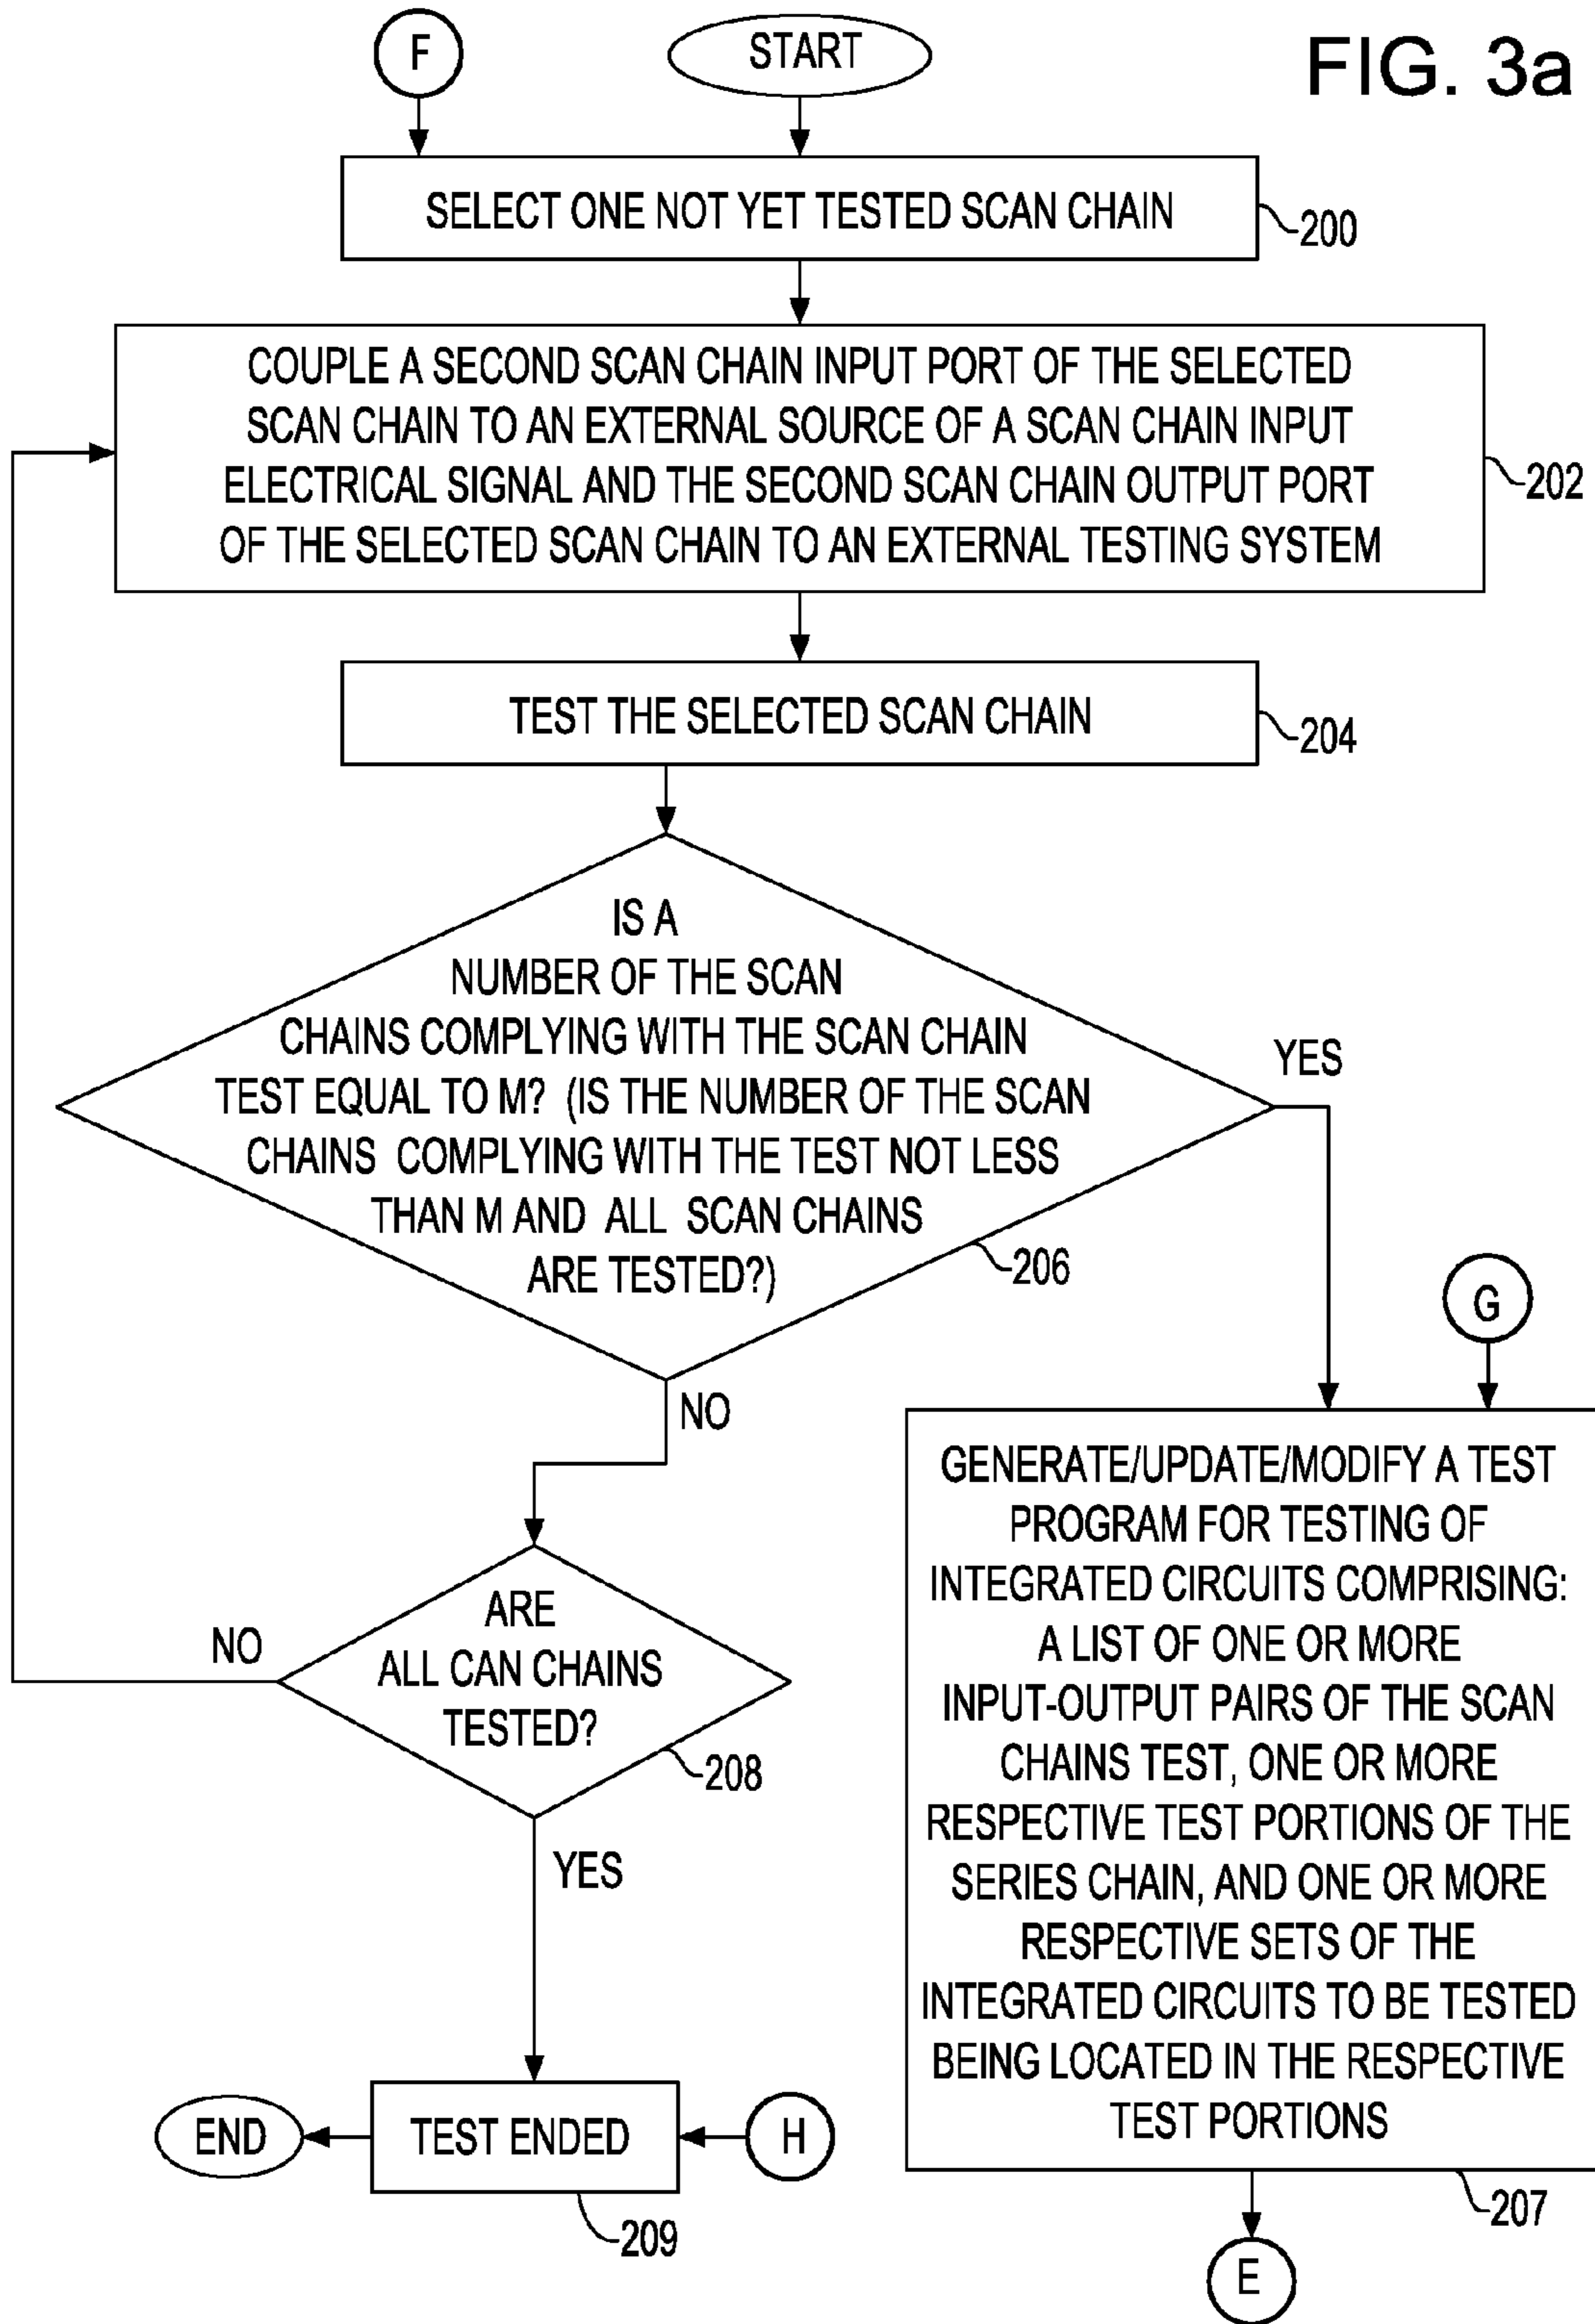 F
START
FIG. 3a
SELECT ONE NOT YET TESTED SCAN CHAIN
200
COUPLE A SECOND SCAN CHAIN INPUT PORT OF THE SELECTED
SCAN CHAIN TO AN EXTERNAL SOURCE OF A SCAN CHAIN INPUT
ELECTRICAL SIGNAL AND THE SECOND SCAN CHAIN OUTPUT PORT
OF THE SELECTED SCAN CHAIN TO AN EXTERNAL TESTING SYSTEM
202
TEST THE SELECTED SCAN CHAIN
204
IS A
NUMBER OF THE SCAN
CHAINS COMPLYING WITH THE SCAN CHAIN
TEST EQUAL TO M? (IS THE NUMBER OF THE SCAN
CHAINS COMPLYING WITH THE TEST NOT LESS
THAN M AND ALL SCAN CHAINS
ARE TESTED?)
206
YES
NO
G
GENERATE/UPDATE/MODIFY A TEST
PROGRAM FOR TESTING OF
INTEGRATED CIRCUITS COMPRISING:
A LIST OF ONE OR MORE
INPUT-OUTPUT PAIRS OF THE SCAN
CHAINS TEST, ONE OR MORE
RESPECTIVE TEST PORTIONS OF THE
SERIES CHAIN, AND ONE OR MORE
RESPECTIVE SETS OF THE
INTEGRATED CIRCUITS TO BE TESTED
BEING LOCATED IN THE RESPECTIVE
TEST PORTIONS
207
E
ARE
ALL CAN CHAINS
TESTED?
208
NO
YES
TEST ENDED
209
H
END